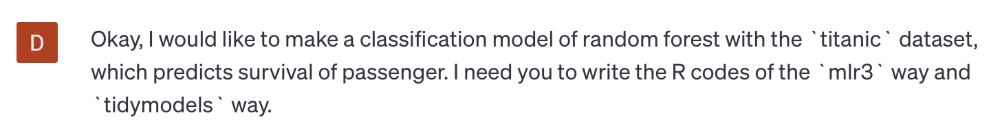 D
Okay, I would like to make a classification model of random forest with the `titanic` dataset,
which predicts survival of passenger. I need you to write the R codes of the `mlr3` way and
`tidymodels` way.